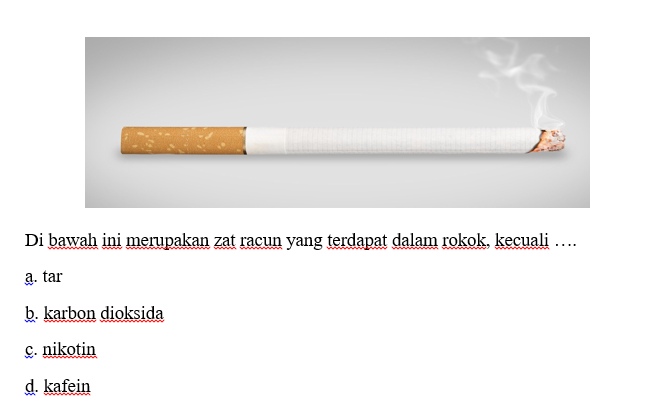 Di bawah ini merupakan zat racun yang terdapat dalam rokok, kecuali ….
a. tar
b. karbon dioksida
c. nikotin
d. kafein